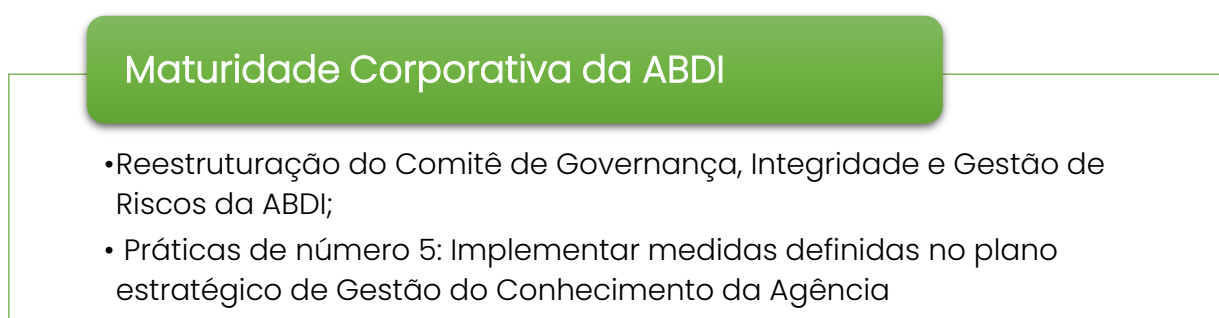 Maturidade Corporativa da ABDI
•Reestruturação do Comitê de Governança, Integridade e Gestão de
Riscos da ABDI;
• Práticas de número 5: Implementar medidas definidas no plano
estratégico de Gestão do Conhecimento da Agência